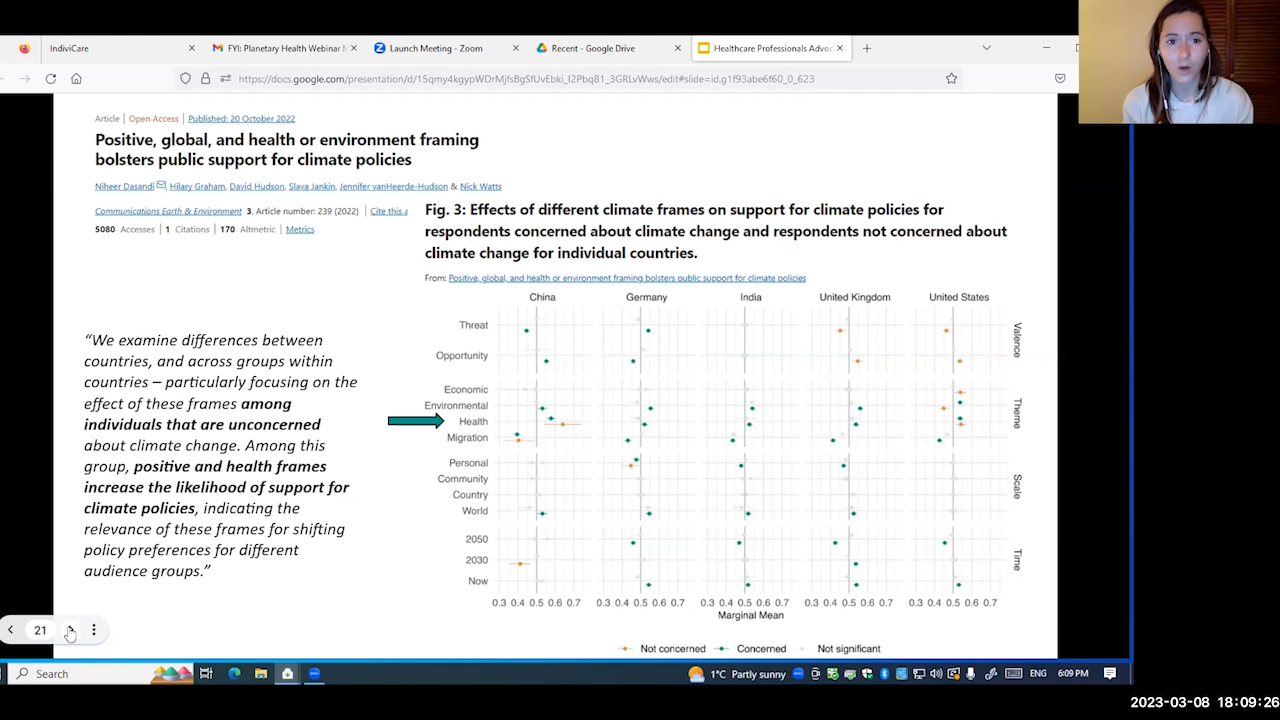 IndiviCare
FYI: Planetary Health Webinar
Launch Meeting - Zoom
Recent - Google Drive
Healthcare Professionals Advoc
https://docs.google.com/presentation/d/
Article | Open Access | Published: 20 October 2022
Positive, global, and health or environment framing
bolsters public support for climate policies
Niheer Dasandi, Hilary Graham, David Hudson, Slava Jankin, Jennifer vanHeerde-Hudson & Nick Watts
Communications Earth & Environment 3, Article number: 239 (2022) | Cite this a
5080 Accesses | 1 Citations | 170 Altmetric | Metrics
Fig. 3: Effects of different climate frames on support for climate policies for
respondents concerned about climate change and respondents not concerned about
climate change for individual countries.
From: Positive, global, and health or environment framing bolsters public support for climate policies
“We examine differences between
countries, and across groups within
countries – particularly focusing on the
effect of these frames among
individuals that are unconcerned
about climate change. Among this
group, positive and health frames
increase the likelihood of support for
climate policies, indicating the
relevance of these frames for shifting
policy preferences for different
audience groups.”
China Germany India United Kingdom United States
Threat
Opportunity
Valence
Economic
Environmental
Health
Migration
Theme
Personal
Community
Country
World
Scale
2050
2030
Now
Time
0.3 0.4 0.5 0.6 0.7 0.3 0.4 0.5 0.6 0.7 0.3 0.4 0.5 0.6 0.7 0.3 0.4 0.5 0.6 0.7 0.3 0.4 0.5 0.6 0.7
Marginal Mean
Not concerned Concerned Not significant
21
Search
1°C Partly sunny
ENG
6:09 PM
2023-03-08 18:09:26